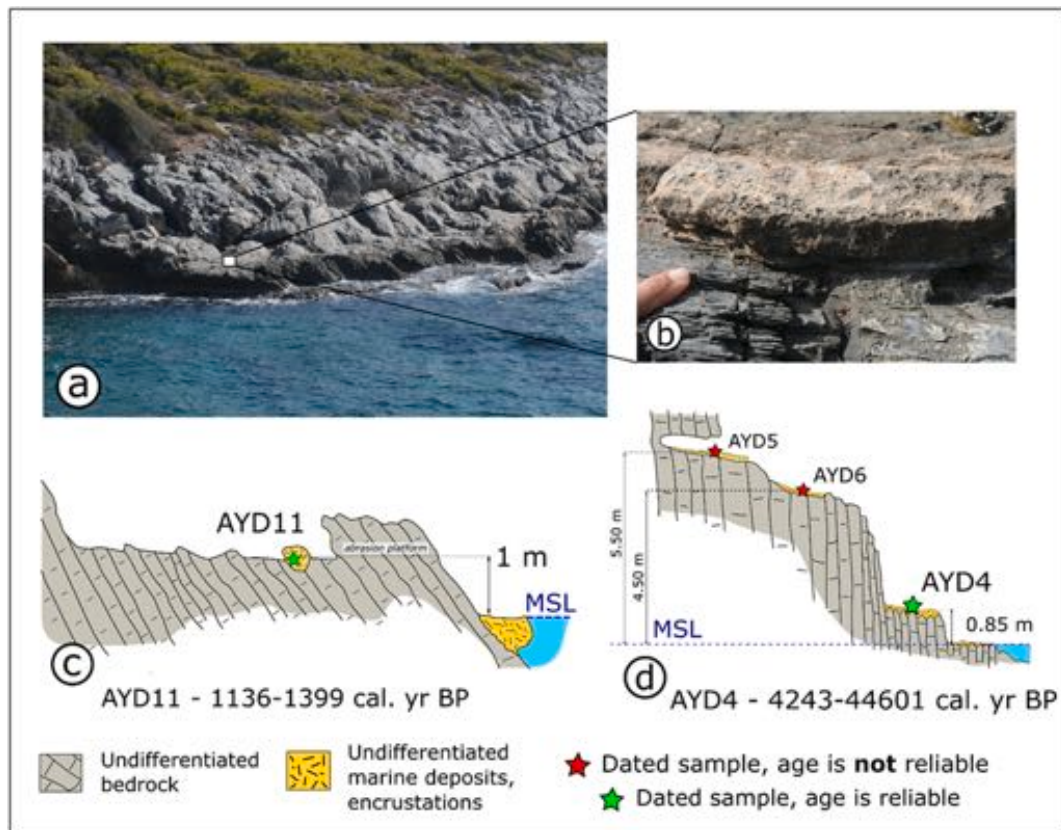 a
b
AYD11
abrasion platform
1 m
MSL
c
AYD11 - 1136-1399 cal. yr BP
AYD5
AYD6
5.50 m
4.50 m
AYD4
0.85 m
MSL
d
AYD4 - 4243-44601 cal. yr BP
Undifferentiated
bedrock
Undifferentiated
marine deposits,
encrustations
Dated sample, age is not reliable
Dated sample, age is reliable